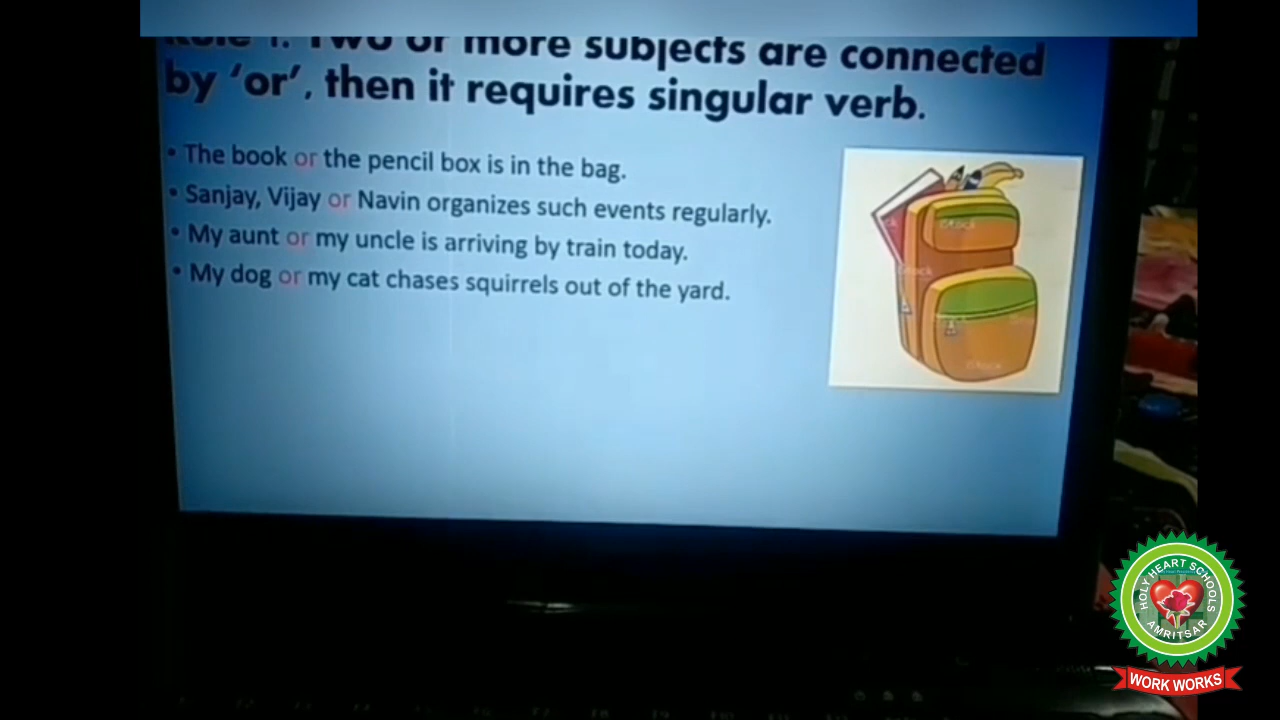 Rule 1: Two or more subjects are connected
by ‘or’, then it requires singular verb.
• The book or the pencil box is in the bag.
• Sanjay, Vijay or Navin organizes such events regularly.
• My aunt or my uncle is arriving by train today.
• My dog or my cat chases squirrels out of the yard.
iStock
HOLY HEART SCHOOLS
AMRITSAR
WORK WORKS